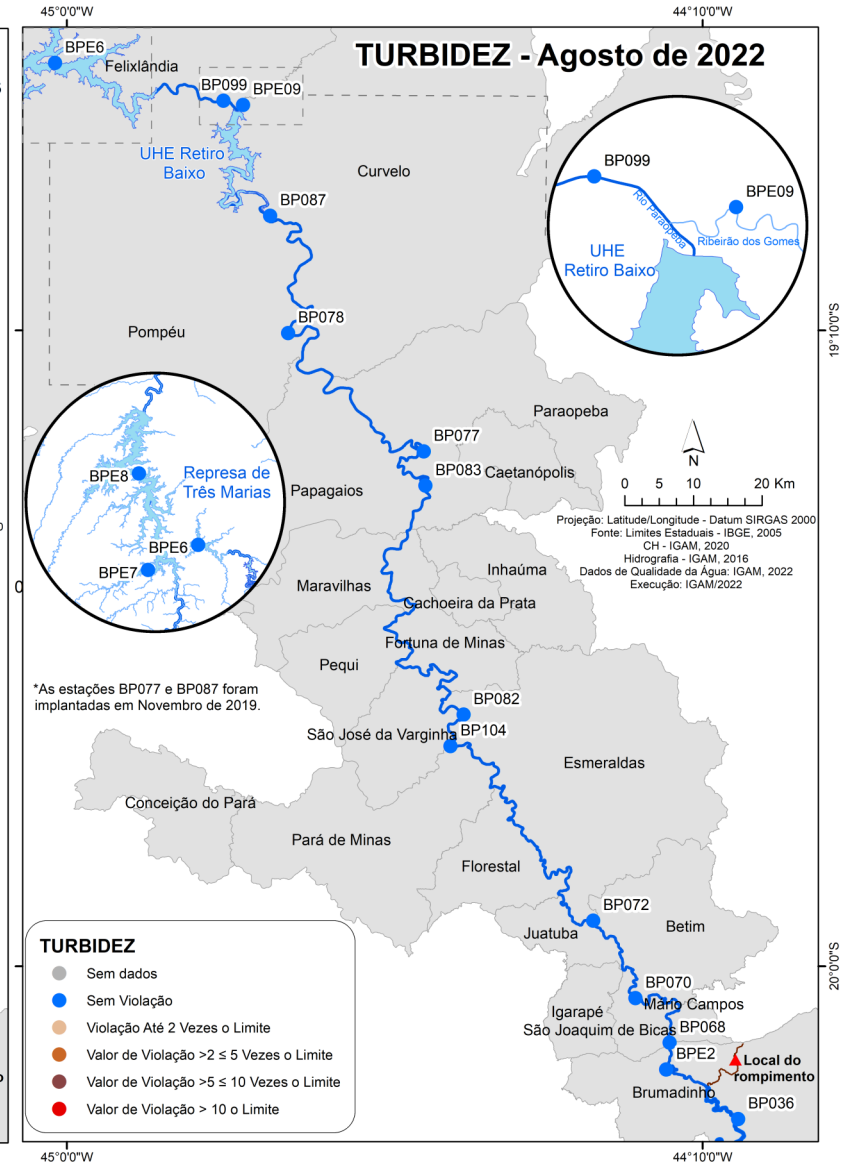 45°0'0"W
44°10'0"W
TURBIDEZ - Agosto de 2022
BPE6
Felixlândia
BP099
BPE09
UHE Retiro
Baixo
Curvelo
BP087
BP099
BPE09
Rio Paraopeba
Ribeirão dos Gomes
UHE
Retiro Baixo
BP078
Pompéu
19°10'0"S
Paraopeba
BP077
BP083
Caetanópolis
N
0 5 10 20 Km
Papagaios
BPE8
Represa de
Três Marias
BPE6
BPE7
Projeção: Latitude/Longitude - Datum SIRGAS 2000
Fonte: Limites Estaduais - IBGE, 2005
CH - IGAM, 2020
Hidrografia - IGAM, 2016
Dados de Qualidade da Água: IGAM, 2022
Execução: IGAM/2022
Inhaúma
Maravilhas
Cachoeira da Prata
Fortuna de Minas
Pequi
*As estações BP077 e BP087 foram
implantadas em Novembro de 2019.
BP082
BP104
São José da Varginha
Esmeraldas
Conceição do Pará
Pará de Minas
Florestal
BP072
Juatuba
Betim
20°0'0"S
BP070
Mário Campos
Igarapé
São Joaquim de Bicas
BP068
BPE2
Local do
rompimento
Brumadinho
BP036
TURBIDEZ
Sem dados
Sem Violação
Violação Até 2 Vezes o Limite
Valor de Violação >2 ≤ 5 Vezes o Limite
Valor de Violação >5 ≤ 10 Vezes o Limite
Valor de Violação > 10 o Limite
45°0'0"W
44°10'0"W